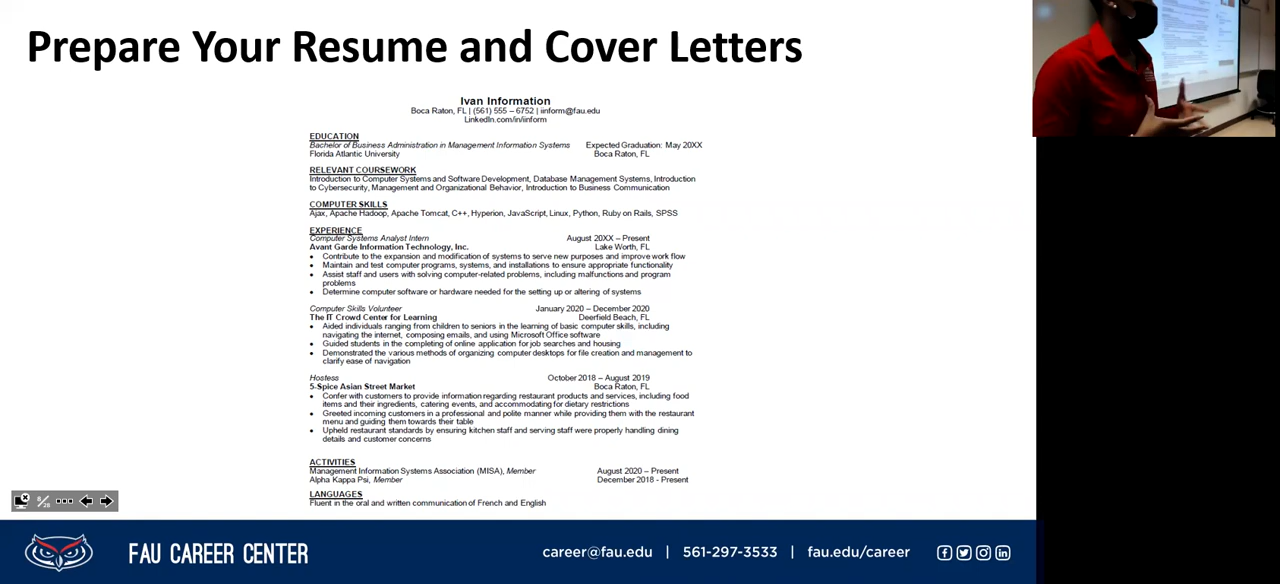 Prepare Your Resume and Cover Letters
Ivan Information
Boca Raton, FL | (561) 555 – 6752 | iinform@fau.edu
LinkedIn.com/in/iinform
EDUCATION
Bachelor of Business Administration in Management Information Systems Expected Graduation: May 20XX
Florida Atlantic University Boca Raton, FL
RELEVANT COURSEWORK
Introduction to Computer Systems and Software Development, Database Management Systems, Introduction
to Cybersecurity, Management and Organizational Behavior, Introduction to Business Communication
COMPUTER SKILLS
Ajax, Apache Hadoop, Apache Tomcat, C++, Hyperion, JavaScript, Linux, Python, Ruby on Rails, SPSS
EXPERIENCE
Computer Systems Analyst Intern August 20XX – Present
Avant Garde Information Technology, Inc. Lake Worth, FL
• Contribute to the expansion and modification of systems to serve new purposes and improve work flow
• Maintain and test computer programs, systems, and installations to ensure appropriate functionality
• Assist staff and users with solving computer-related problems, including malfunctions and program
problems
• Determine computer software or hardware needed for the setting up or altering of systems
Computer Skills Volunteer January 2020 – December 2020
The IT Crowd Center for Learning Deerfield Beach, FL
• Aided individuals ranging from children to seniors in the learning of basic computer skills, including
navigating the internet, composing emails, and using Microsoft Office software
• Guided students in the completing of online application for job searches and housing
• Demonstrated the various methods of organizing computer desktops for file creation and management to
clarify ease of navigation
Hostess October 2018 – August 2019
5-Spice Asian Street Market Boca Raton, FL
• Confer with customers to provide information regarding restaurant products and services, including food
items and their ingredients, catering events, and accommodating for dietary restrictions
• Greeted incoming customers in a professional and polite manner while providing them with the restaurant
menu and guiding them towards their table
• Upheld restaurant standards by ensuring kitchen staff and serving staff were properly handling dining
details and customer concerns
ACTIVITIES
Management Information Systems Association (MISA), Member August 2020 – Present
Alpha Kappa Psi, Member December 2018 - Present
LANGUAGES
Fluent in the oral and written communication of French and English
8/28
FAU CAREER CENTER career@fau.edu | 561-297-3533 | fau.edu/career